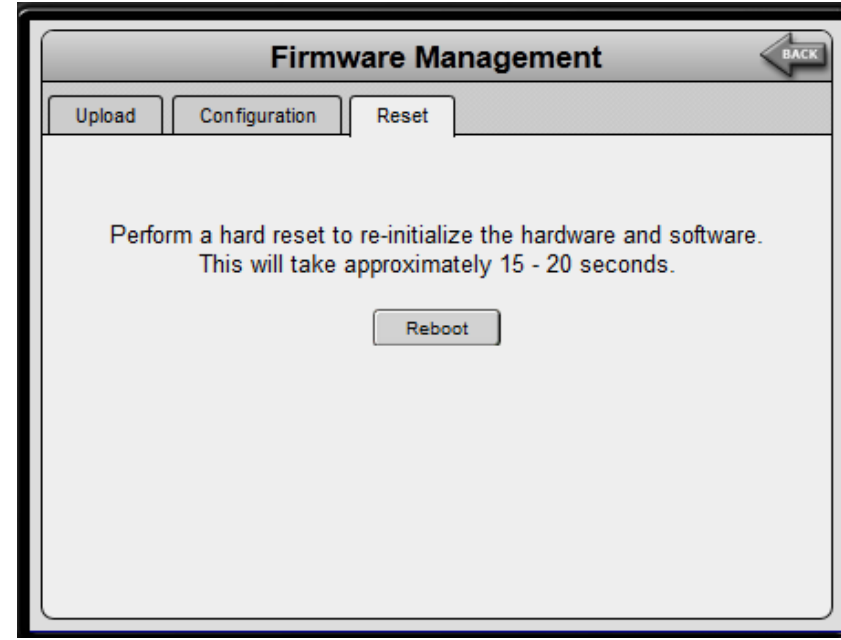 Firmware Management
BACK
Upload
Configuration
Reset
Perform a hard reset to re-initialize the hardware and software.
This will take approximately 15 - 20 seconds.
Reboot